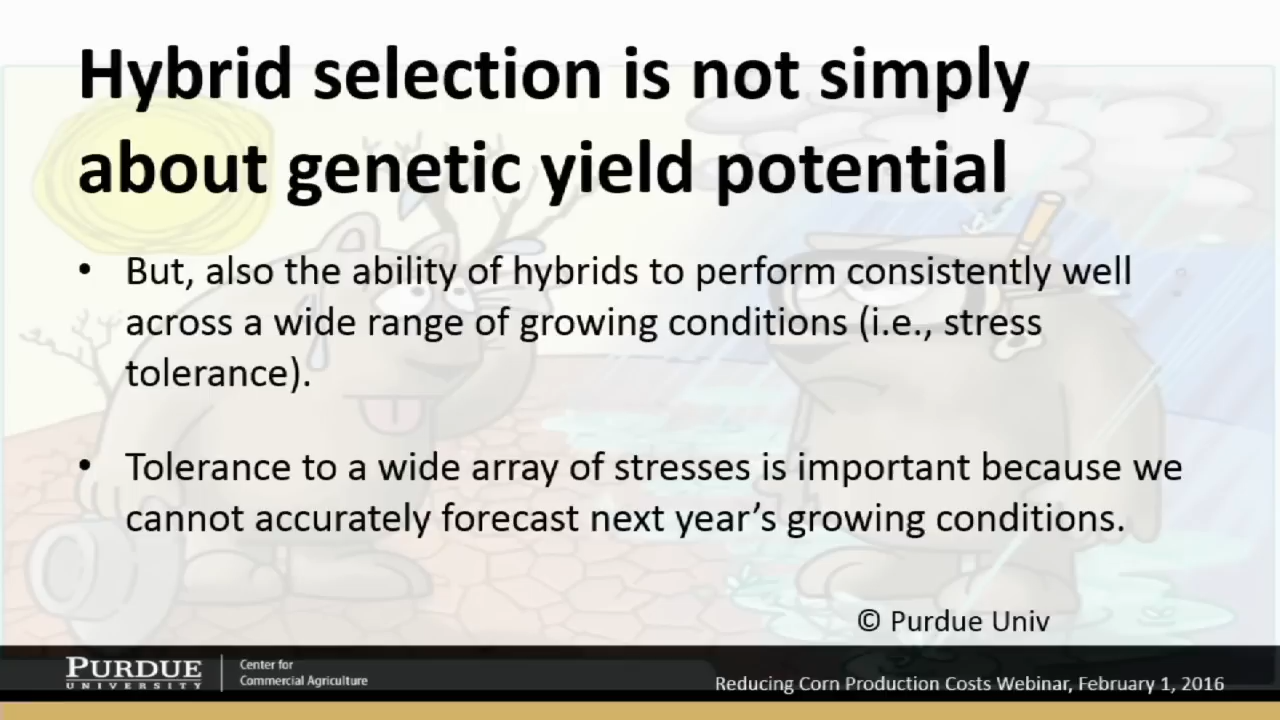 Hybrid selection is not simply
about genetic yield potential
• But, also the ability of hybrids to perform consistently well
across a wide range of growing conditions (i.e., stress
tolerance).
• Tolerance to a wide array of stresses is important because we
cannot accurately forecast next year’s growing conditions.
© Purdue Univ
PURDUE
UNIVERSITY
Center for
Commercial Agriculture
Reducing Corn Production Costs Webinar, February 1, 2016